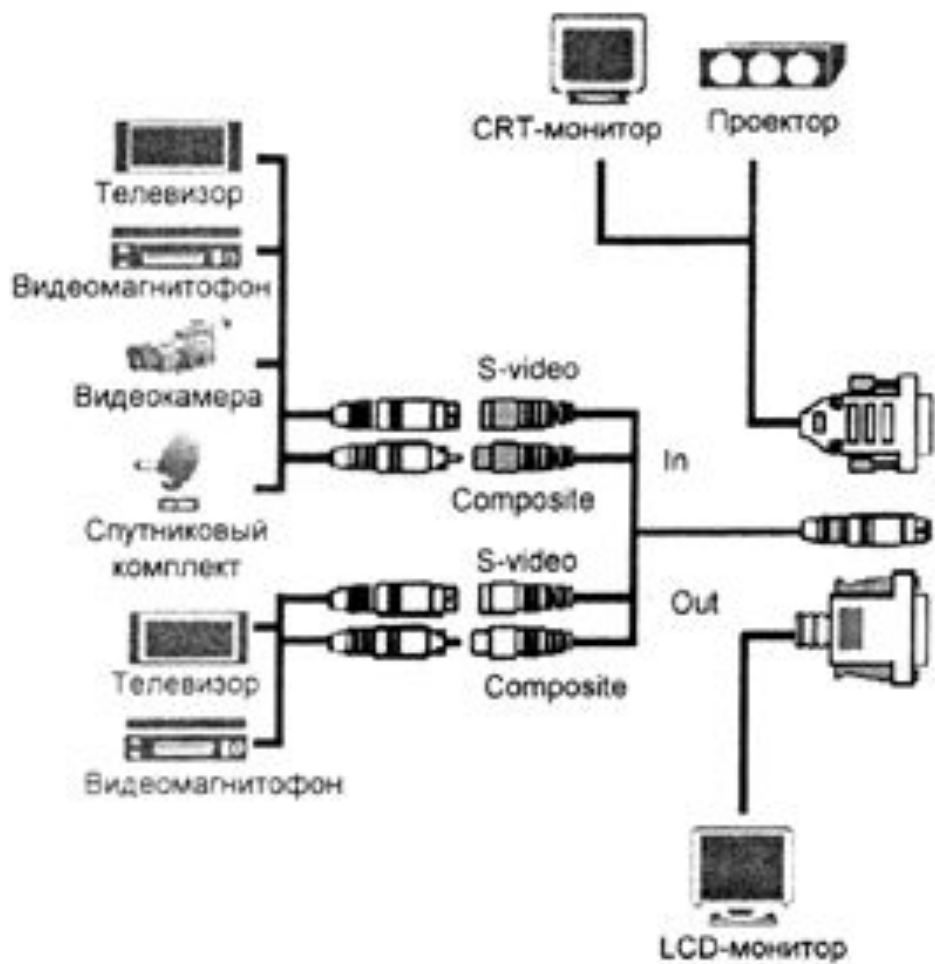 CRT-монитор
Проектор
Телевизор
Видеомагнитофон
Видеокамера
Спутниковый
комплект
S-video
In
Composite
S-video
Out
Composite
Телевизор
Видеомагнитофон
LCD-монитор